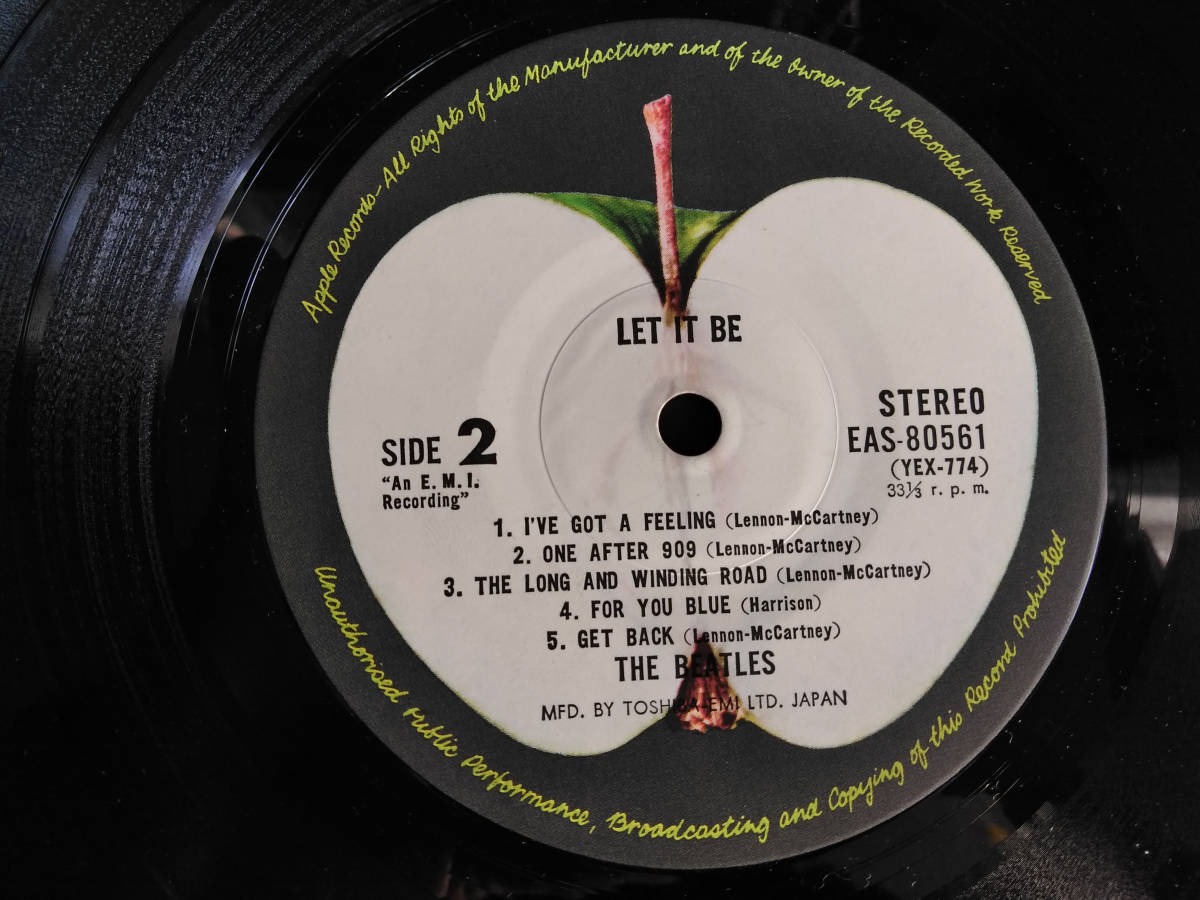 Apple Records-All Rights of the Manufacturer and of the Owner of the Recorded Work Reserved
LET IT BE
STEREO
EAS-80561
(YEX-774)
33⅓ r. p. m.
SIDE 2
"An E. M. I.
Recording"
1. I'VE GOT A FEELING (Lennon-McCartney)
2. ONE AFTER 909 (Lennon-McCartney)
3. THE LONG AND WINDING ROAD (Lennon-McCartney)
4. FOR YOU BLUE (Harrison)
5. GET BACK (Lennon-McCartney)
THE BEATLES
MFD. BY TOSHIBA-EMI LTD. JAPAN
Unauthorised Public Performance, Broadcasting and Copying of this Record Prohibited